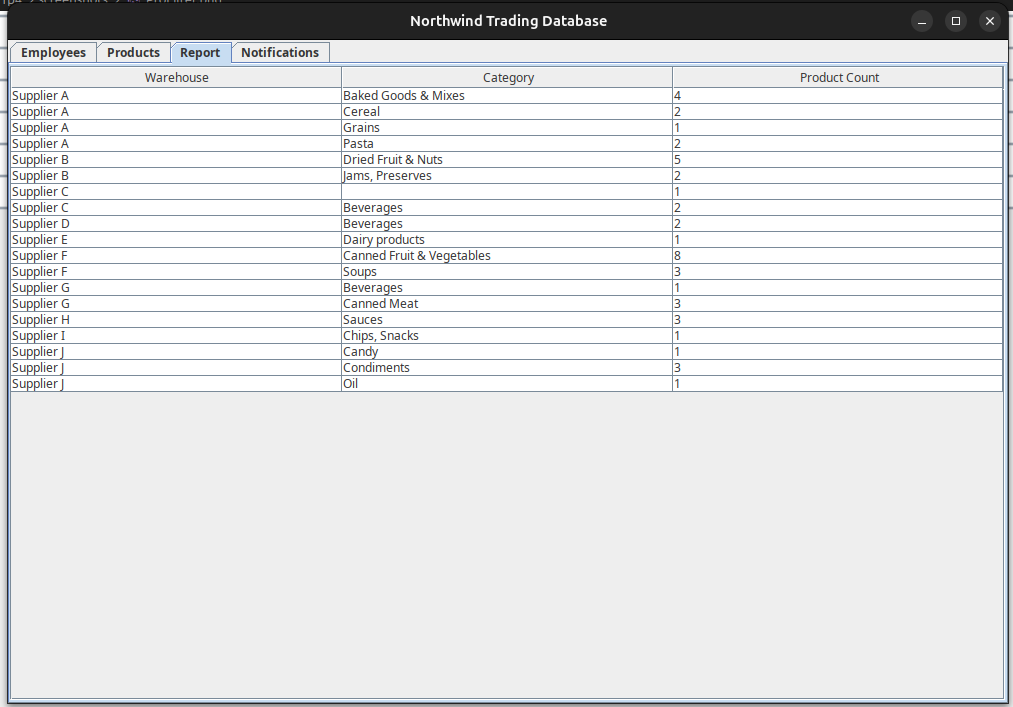 Northwind Trading Database
Employees Products Report Notifications
Warehouse Category Product Count
Supplier A Baked Goods & Mixes 4
Supplier A Cereal 2
Supplier A Grains 1
Supplier A Pasta 2
Supplier B Dried Fruit & Nuts 5
Supplier B Jams, Preserves 2
Supplier C 1
Supplier C Beverages 2
Supplier D Beverages 2
Supplier E Dairy products 1
Supplier F Canned Fruit & Vegetables 8
Supplier F Soups 3
Supplier G Beverages 1
Supplier G Canned Meat 3
Supplier H Sauces 3
Supplier I Chips, Snacks 1
Supplier J Candy 1
Supplier J Condiments 3
Supplier J Oil 1